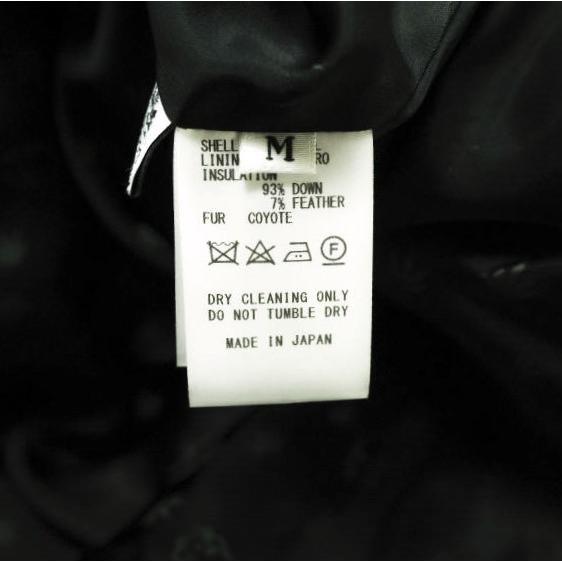 M
SHELL
INSULATION
93% DOWN
7% FEATHER
FUR COYOTE
F
DRY CLEANING ONLY
DO NOT TUMBLE DRY
MADE IN JAPAN